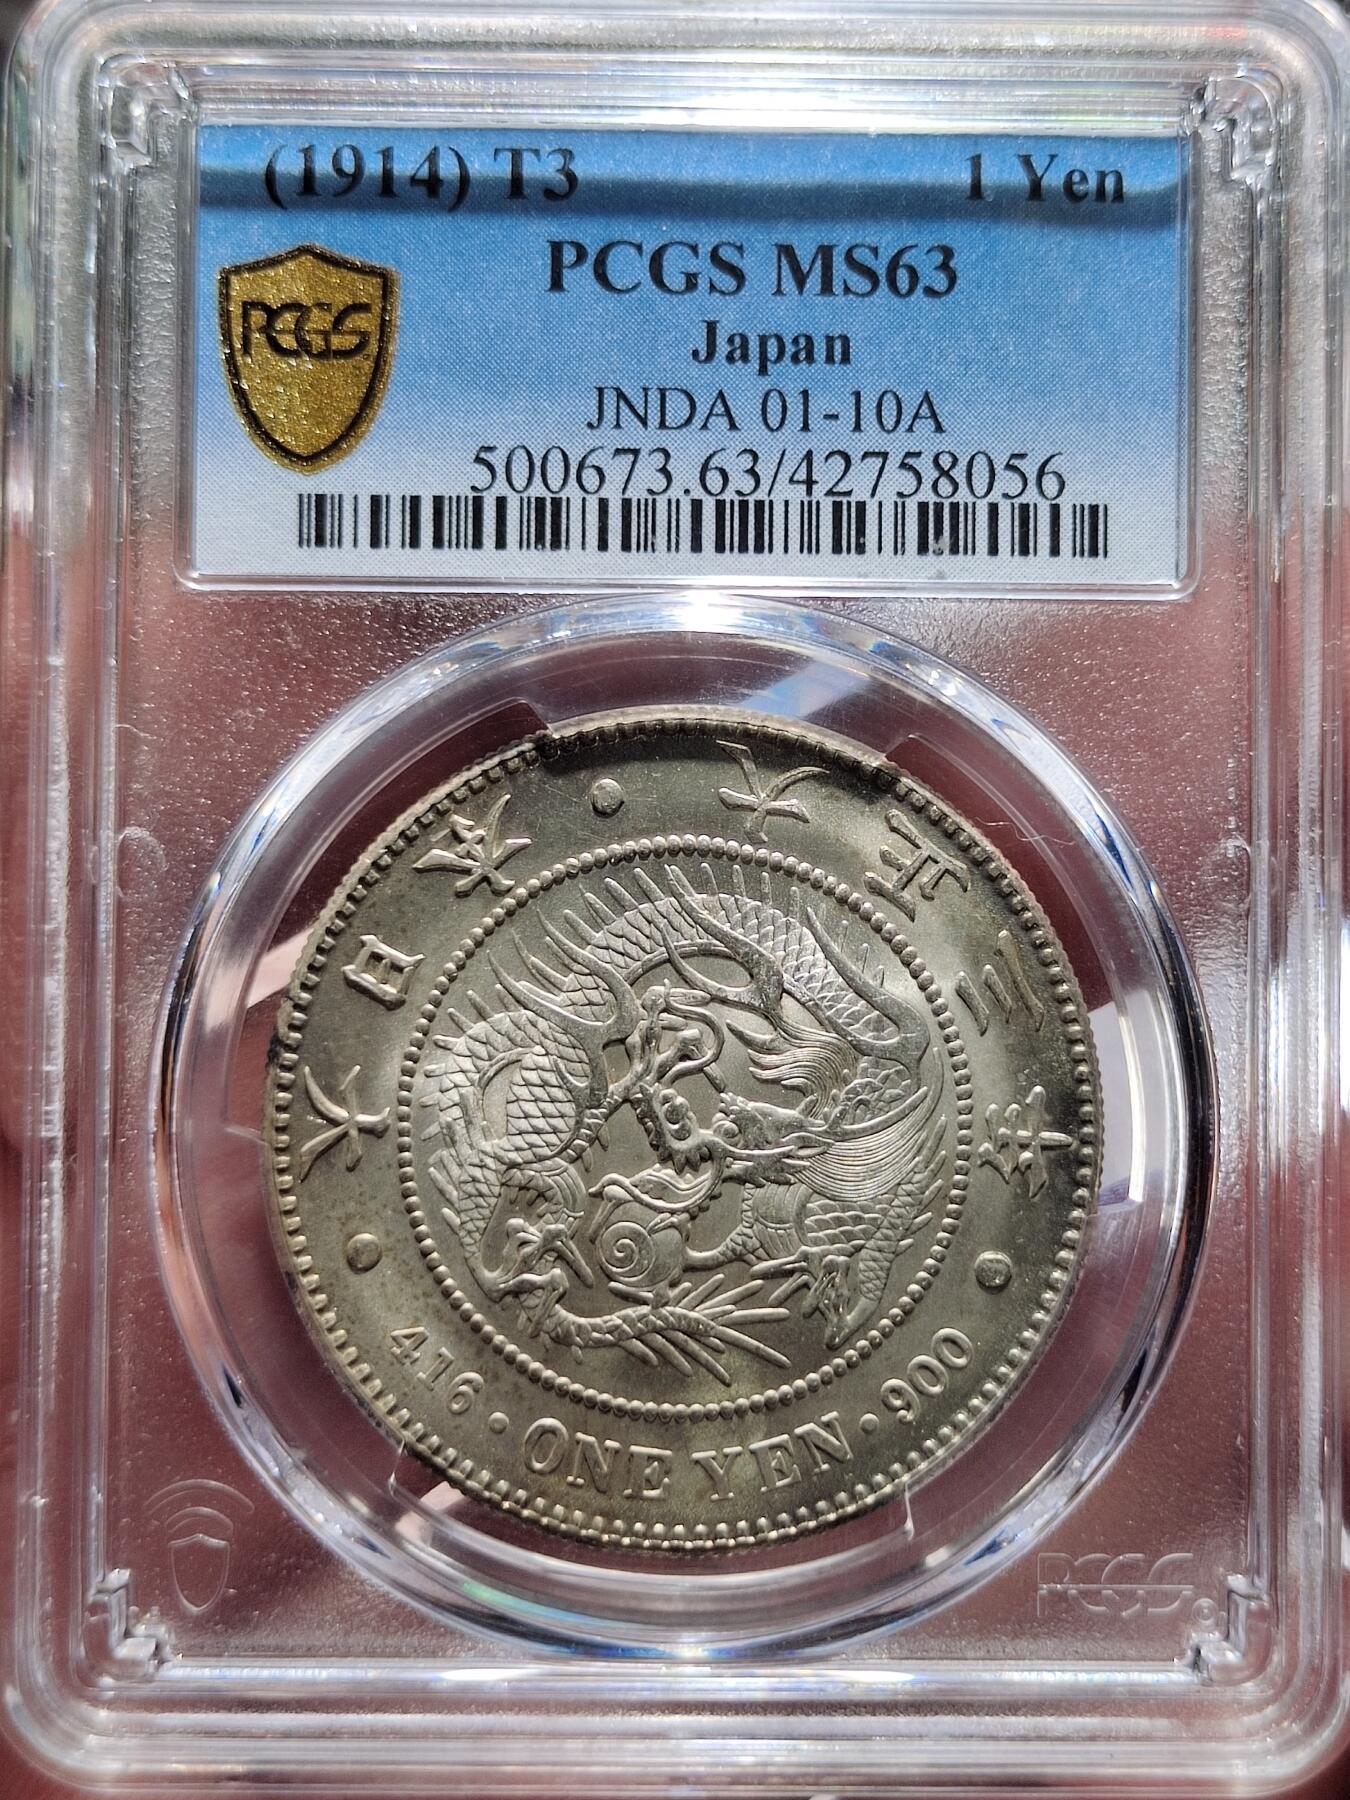 (1914) T3 1 Yen
PCGS MS63
PCGS
Japan
JNDA 01-10A
500673.63/42758056
大日本・大正三年
416・ONE YEN・900
PCGS